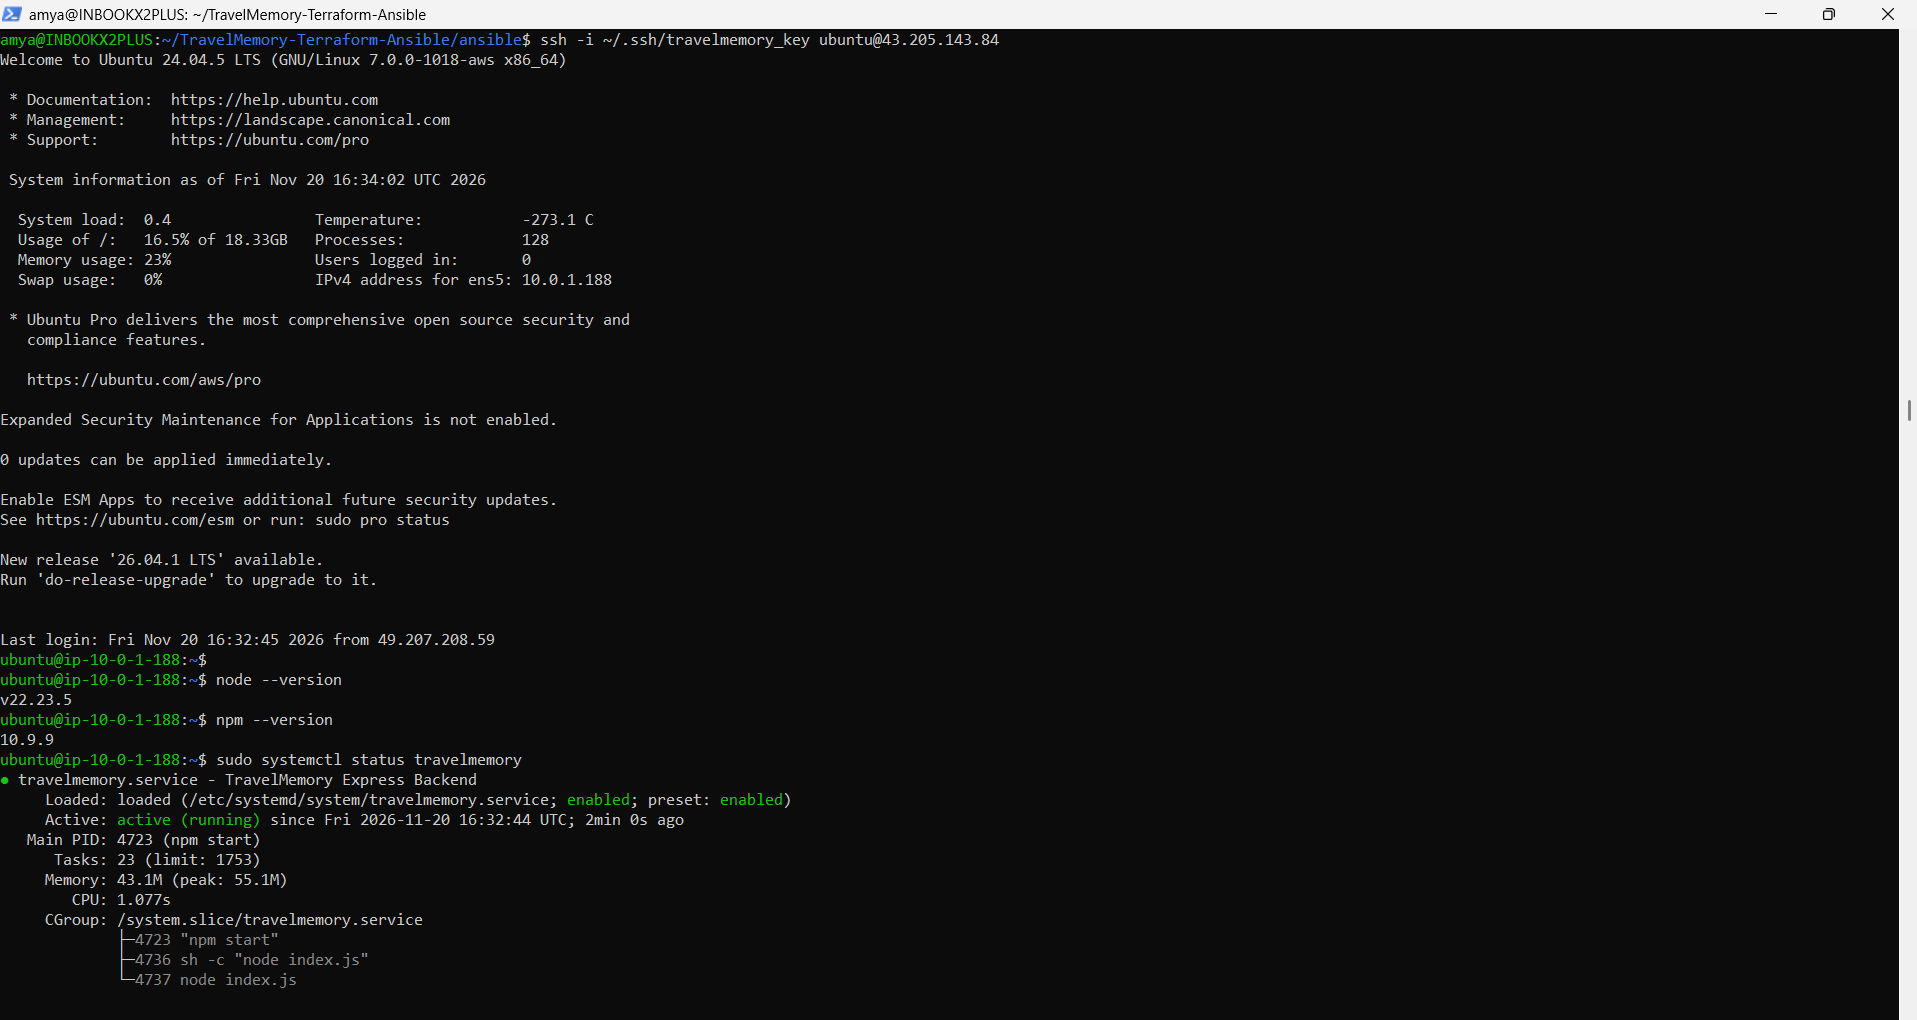 amya@INBOOKX2PLUS: ~/TravelMemory-Terraform-Ansible
amya@INBOOKX2PLUS:~/TravelMemory-Terraform-Ansible/ansible$ ssh -i ~/.ssh/travelmemory_key ubuntu@43.205.143.84
Welcome to Ubuntu 24.04.5 LTS (GNU/Linux 7.0.0-1018-aws x86_64)
* Documentation:  https://help.ubuntu.com
* Management:     https://landscape.canonical.com
* Support:        https://ubuntu.com/pro
System information as of Fri Nov 20 16:34:02 UTC 2026
System load:  0.4                Temperature:           -273.1 C
Usage of /:   16.5% of 18.33GB   Processes:             128
Memory usage: 23%                Users logged in:       0
Swap usage:   0%                 IPv4 address for ens5: 10.0.1.188
* Ubuntu Pro delivers the most comprehensive open source security and
compliance features.
https://ubuntu.com/aws/pro
Expanded Security Maintenance for Applications is not enabled.
0 updates can be applied immediately.
Enable ESM Apps to receive additional future security updates.
See https://ubuntu.com/esm or run: sudo pro status
New release '26.04.1 LTS' available.
Run 'do-release-upgrade' to upgrade to it.
Last login: Fri Nov 20 16:32:45 2026 from 49.207.208.59
ubuntu@ip-10-0-1-188:~$
ubuntu@ip-10-0-1-188:~$ node --version
v22.23.5
ubuntu@ip-10-0-1-188:~$ npm --version
10.9.9
ubuntu@ip-10-0-1-188:~$ sudo systemctl status travelmemory
● travelmemory.service - TravelMemory Express Backend
Loaded: loaded (/etc/systemd/system/travelmemory.service; enabled; preset: enabled)
Active: active (running) since Fri 2026-11-20 16:32:44 UTC; 2min 0s ago
Main PID: 4723 (npm start)
Tasks: 23 (limit: 1753)
Memory: 43.1M (peak: 55.1M)
CPU: 1.077s
CGroup: /system.slice/travelmemory.service
├─4723 "npm start"
├─4736 sh -c "node index.js"
└─4737 node index.js